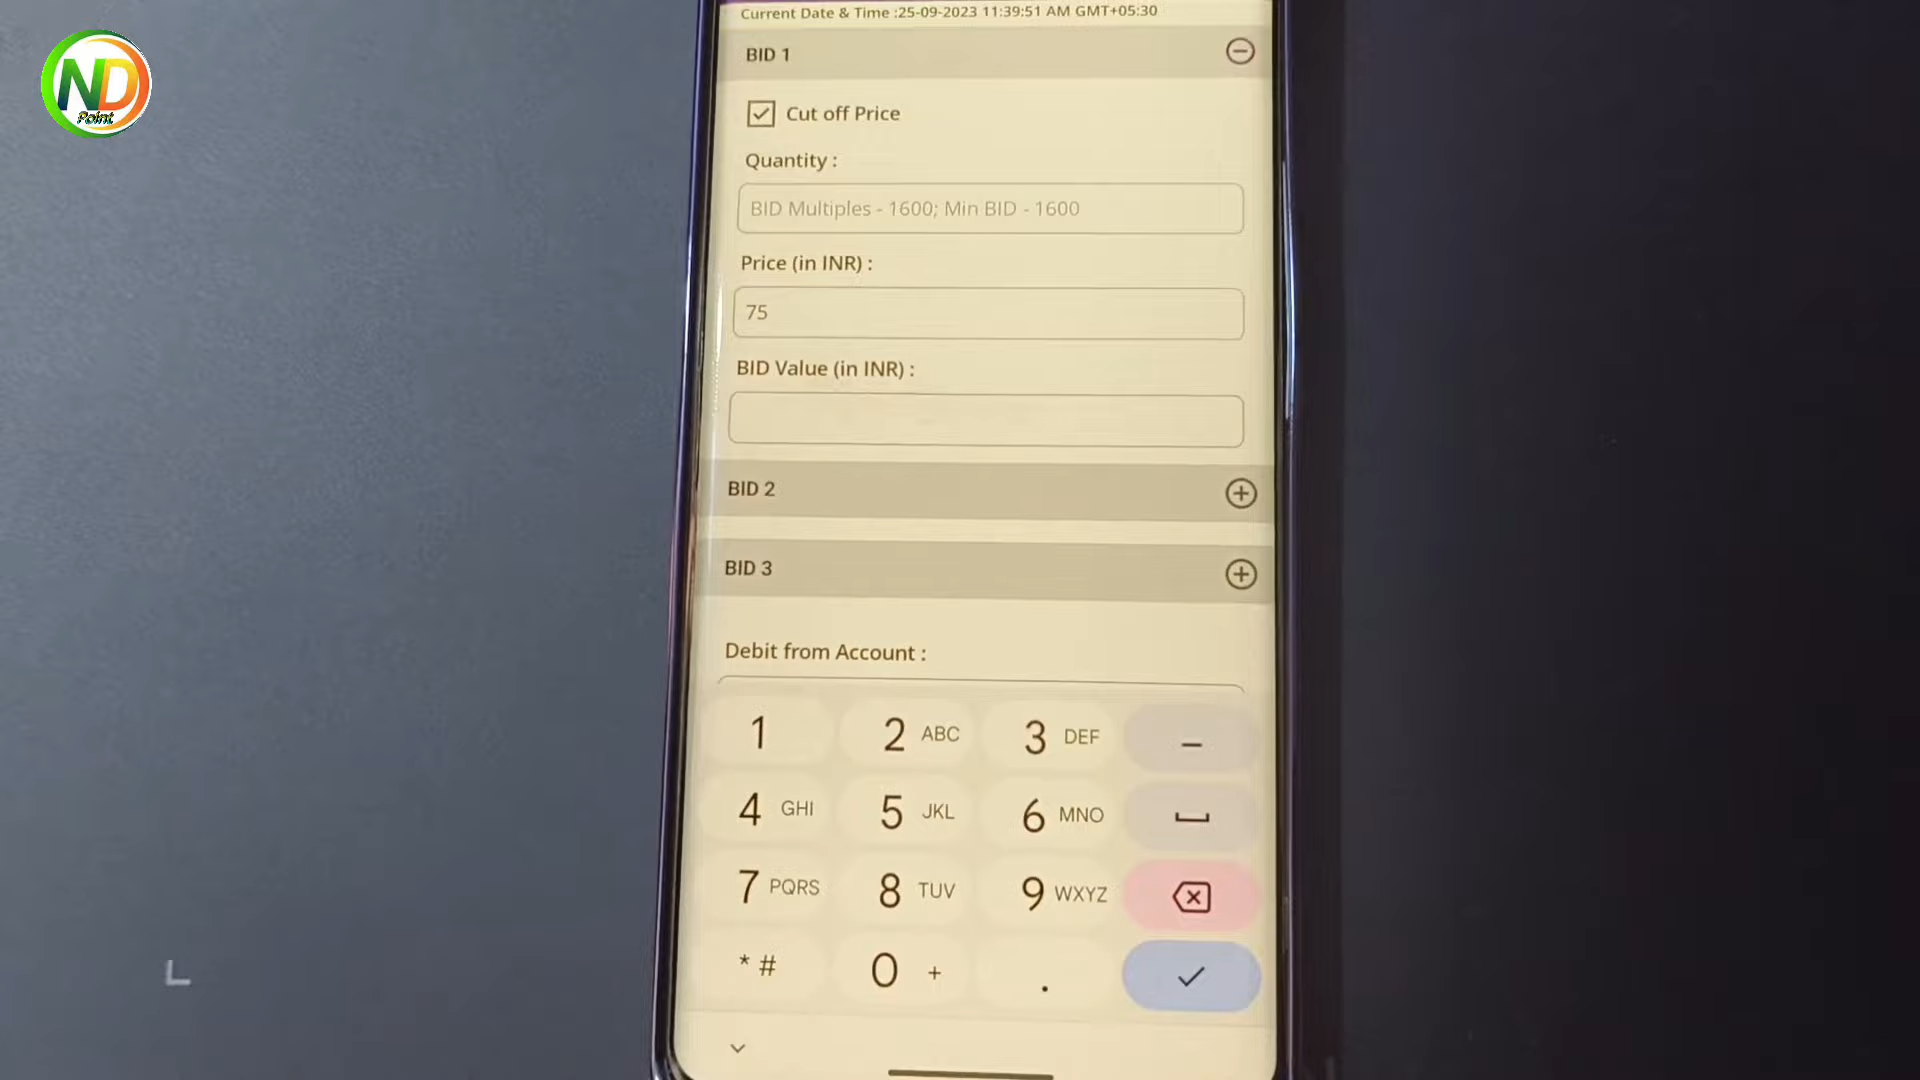 ND
Point
Current Date & Time :25-09-2023 11:39:51 AM GMT+05:30
BID 1
Cut off Price
Quantity :
BID Multiples - 1600; Min BID - 1600
Price (in INR) :
75
BID Value (in INR) :
BID 2
BID 3
Debit from Account :
1 2 ABC 3 DEF –
4 GHI 5 JKL 6 MNO
7 PQRS 8 TUV 9 WXYZ
* # 0 + .